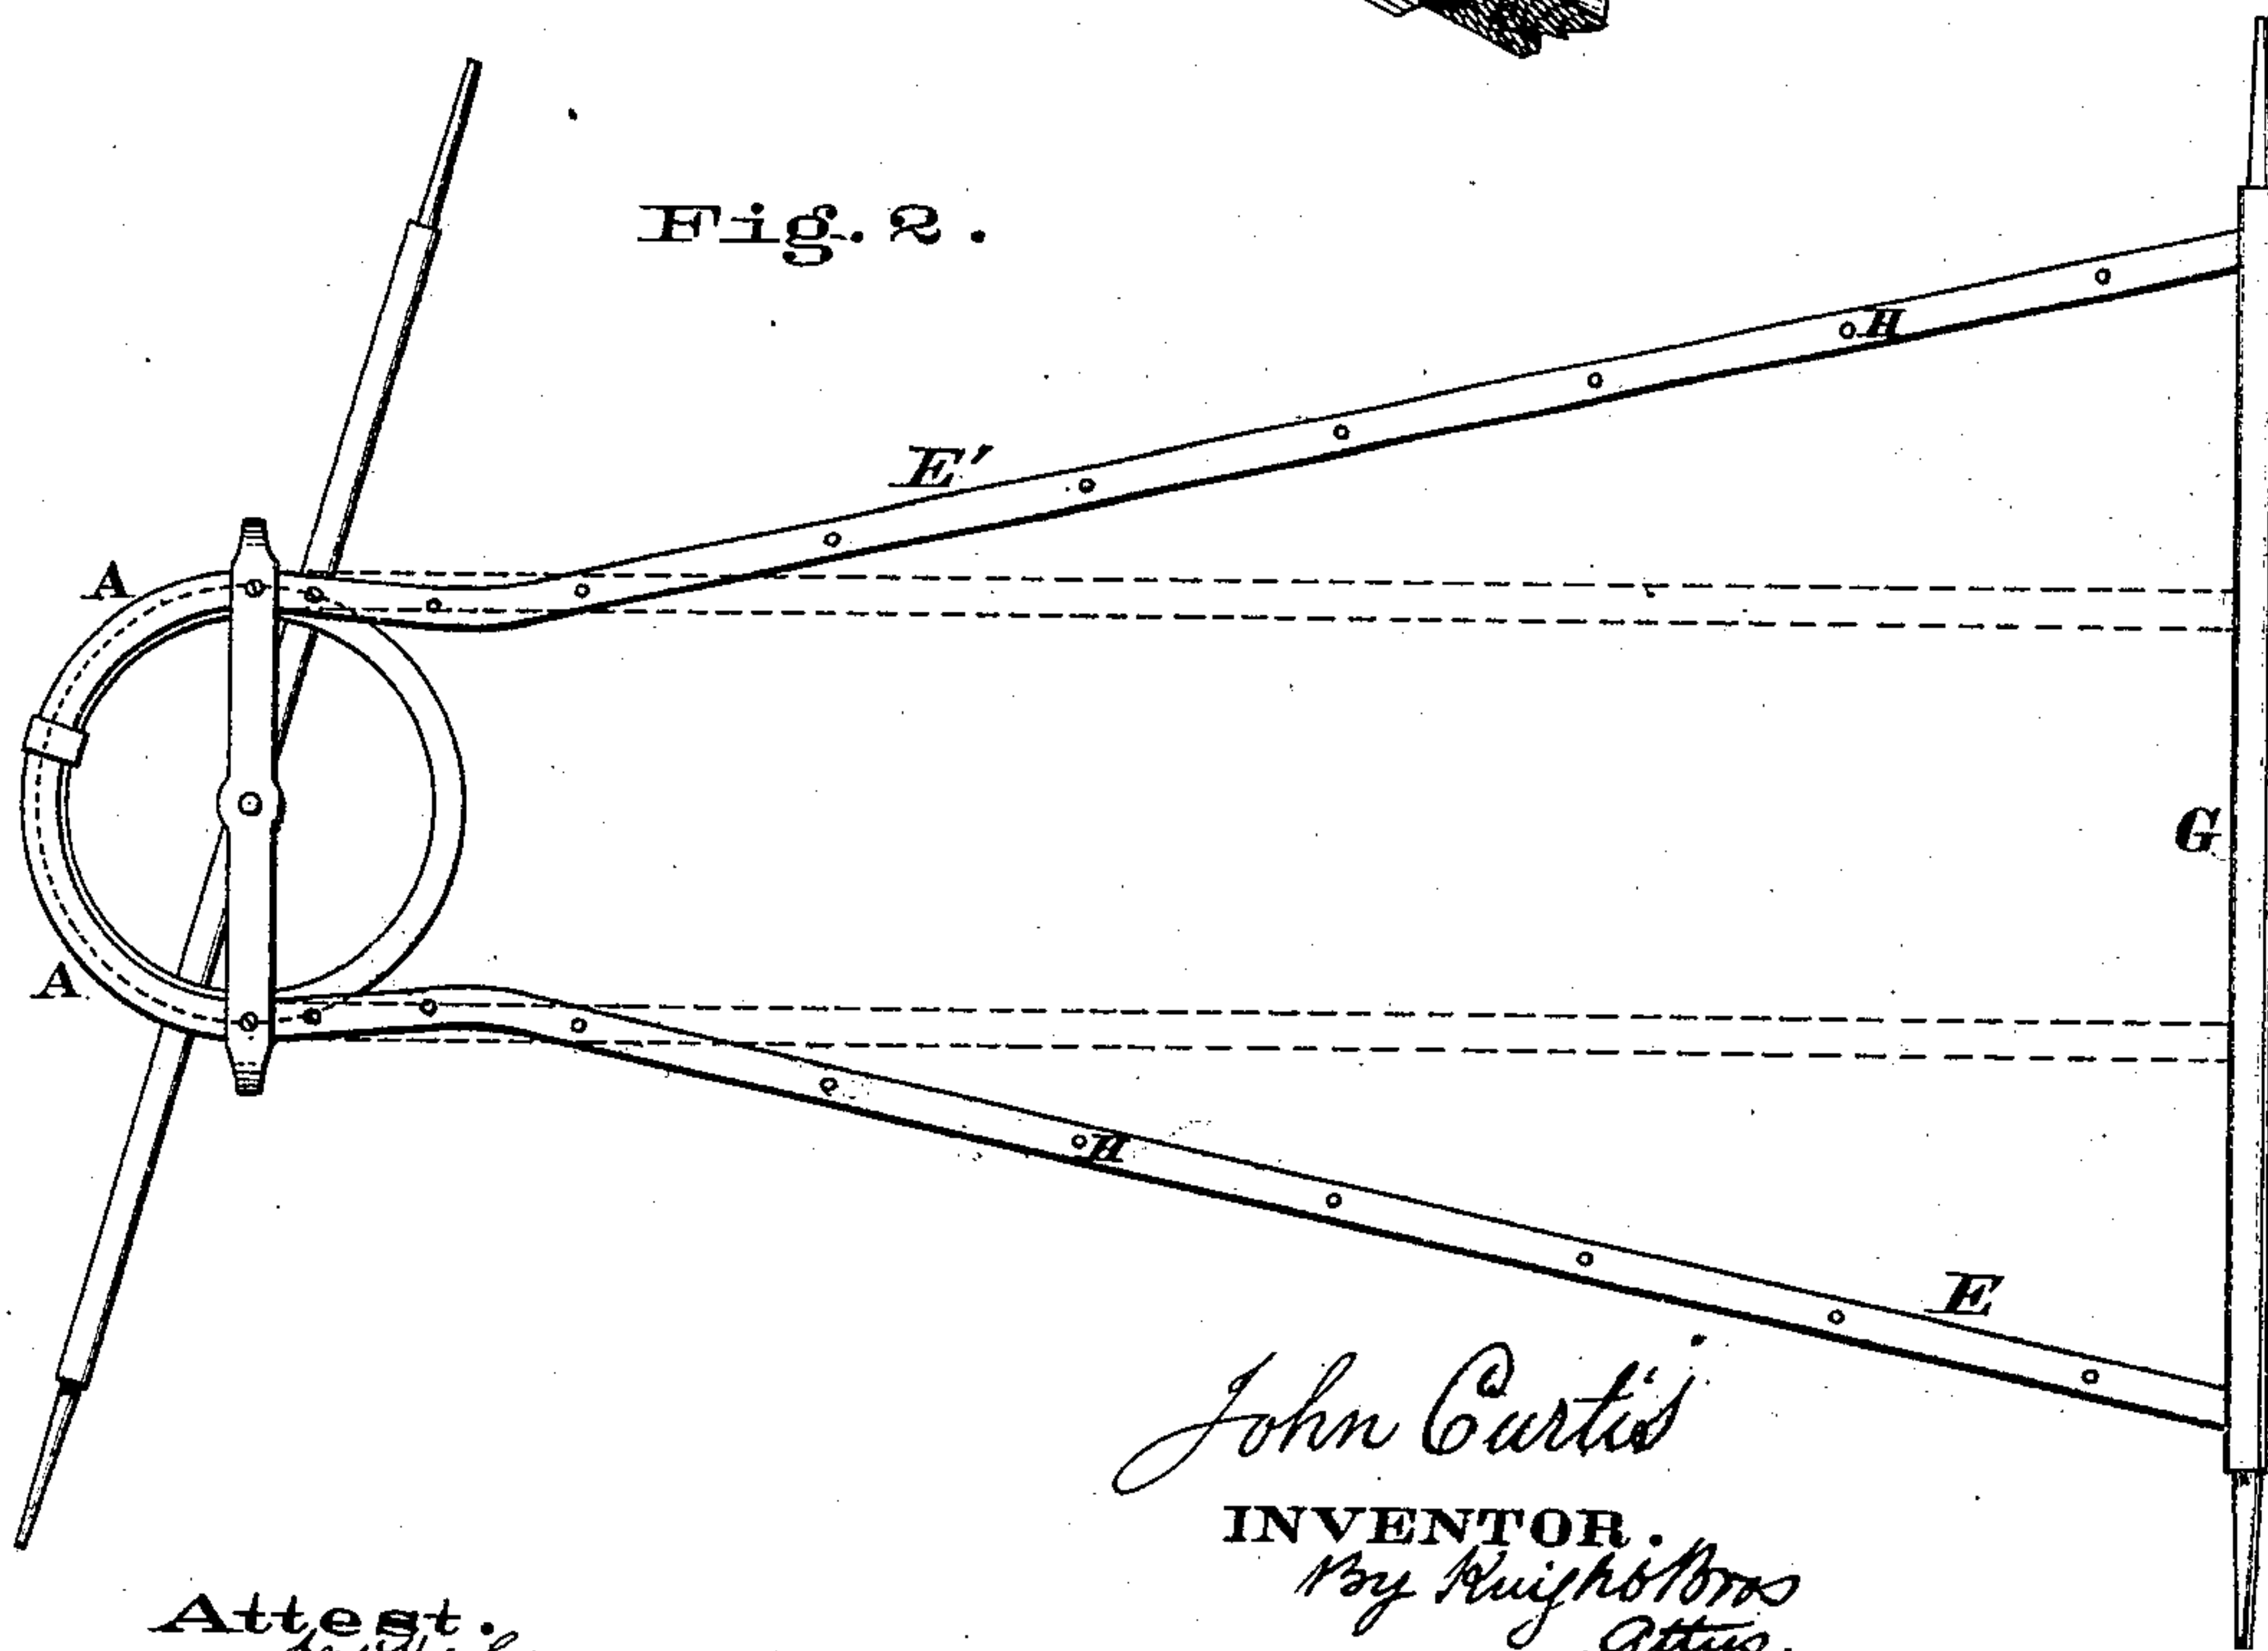 Fig. 2.
H
E'
A
G
A
H
E
John Curtis
INVENTOR.
By Knight Bros
Attys.
Attest.